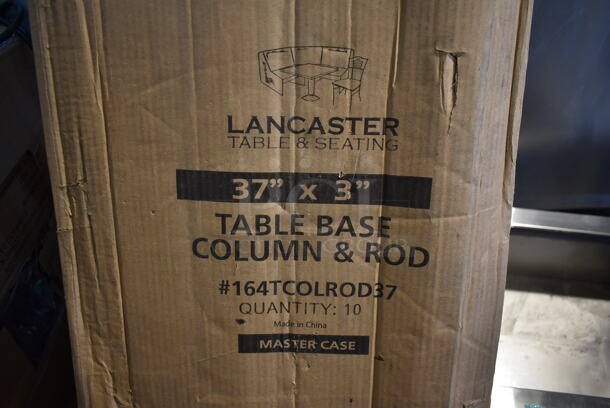 LANCASTER
TABLE & SEATING
37" x 3"
TABLE BASE
COLUMN & ROD
#164TCOLROD37
QUANTITY: 10
Made in China
MASTER CASE